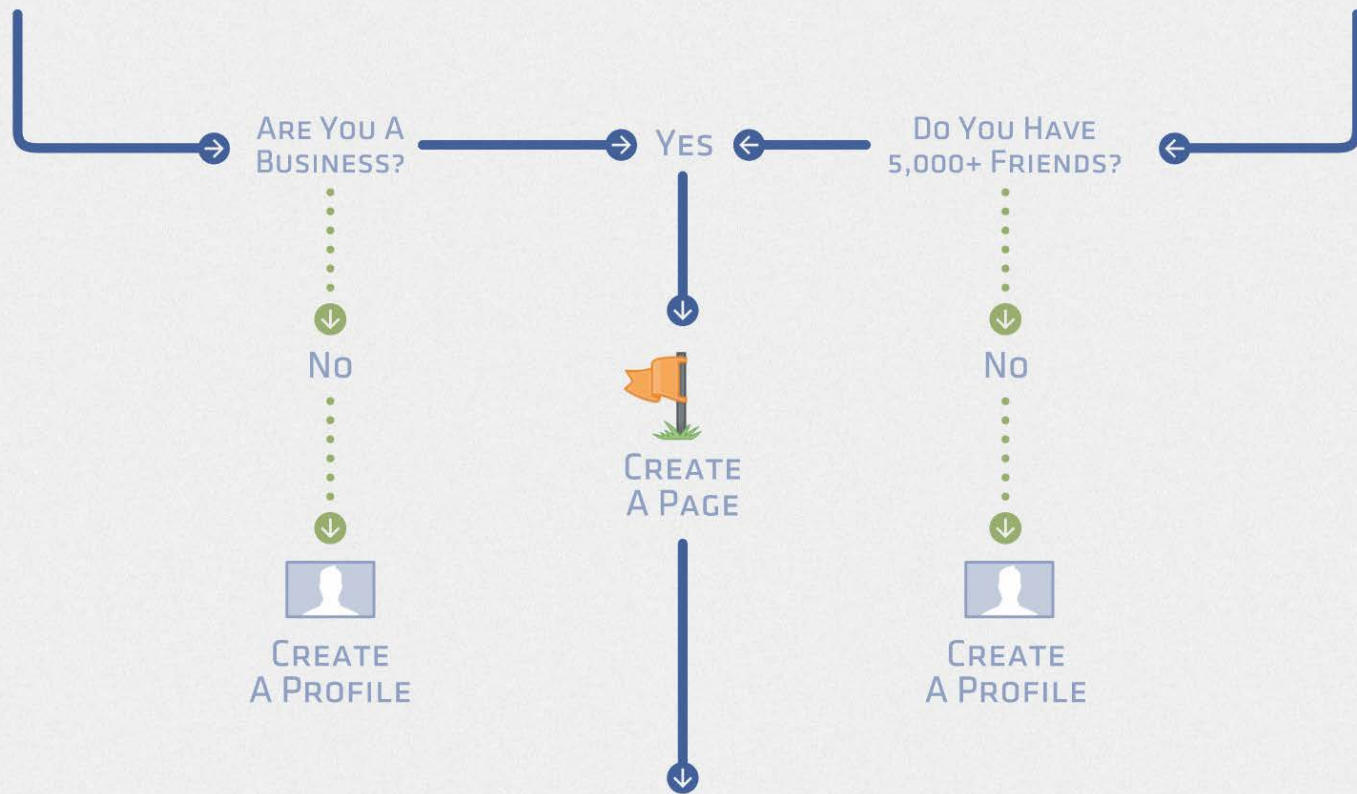 Are You A
Business?
Yes
Do You Have
5,000+ Friends?
No
No
Create
A Page
Create
A Profile
Create
A Profile